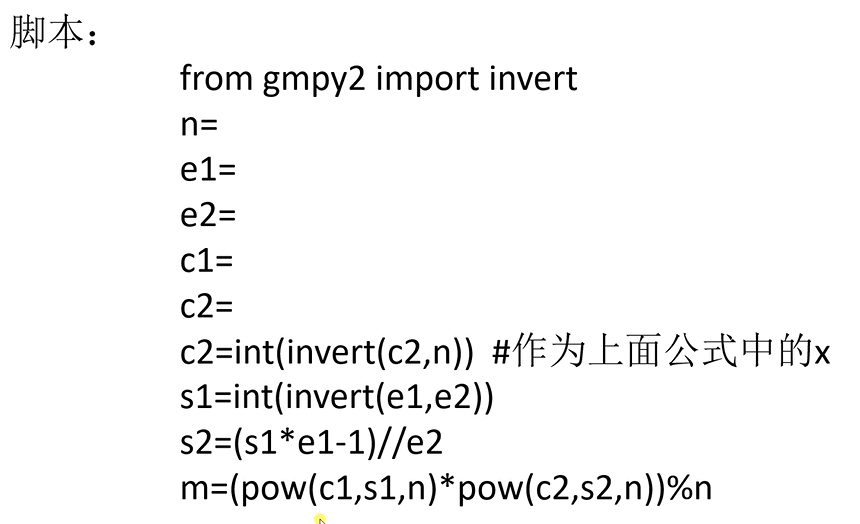 脚本：
from gmpy2 import invert
n=
e1=
e2=
c1=
c2=
c2=int(invert(c2,n)) #作为上面公式中的x
s1=int(invert(e1,e2))
s2=(s1*e1-1)//e2
m=(pow(c1,s1,n)*pow(c2,s2,n))%n